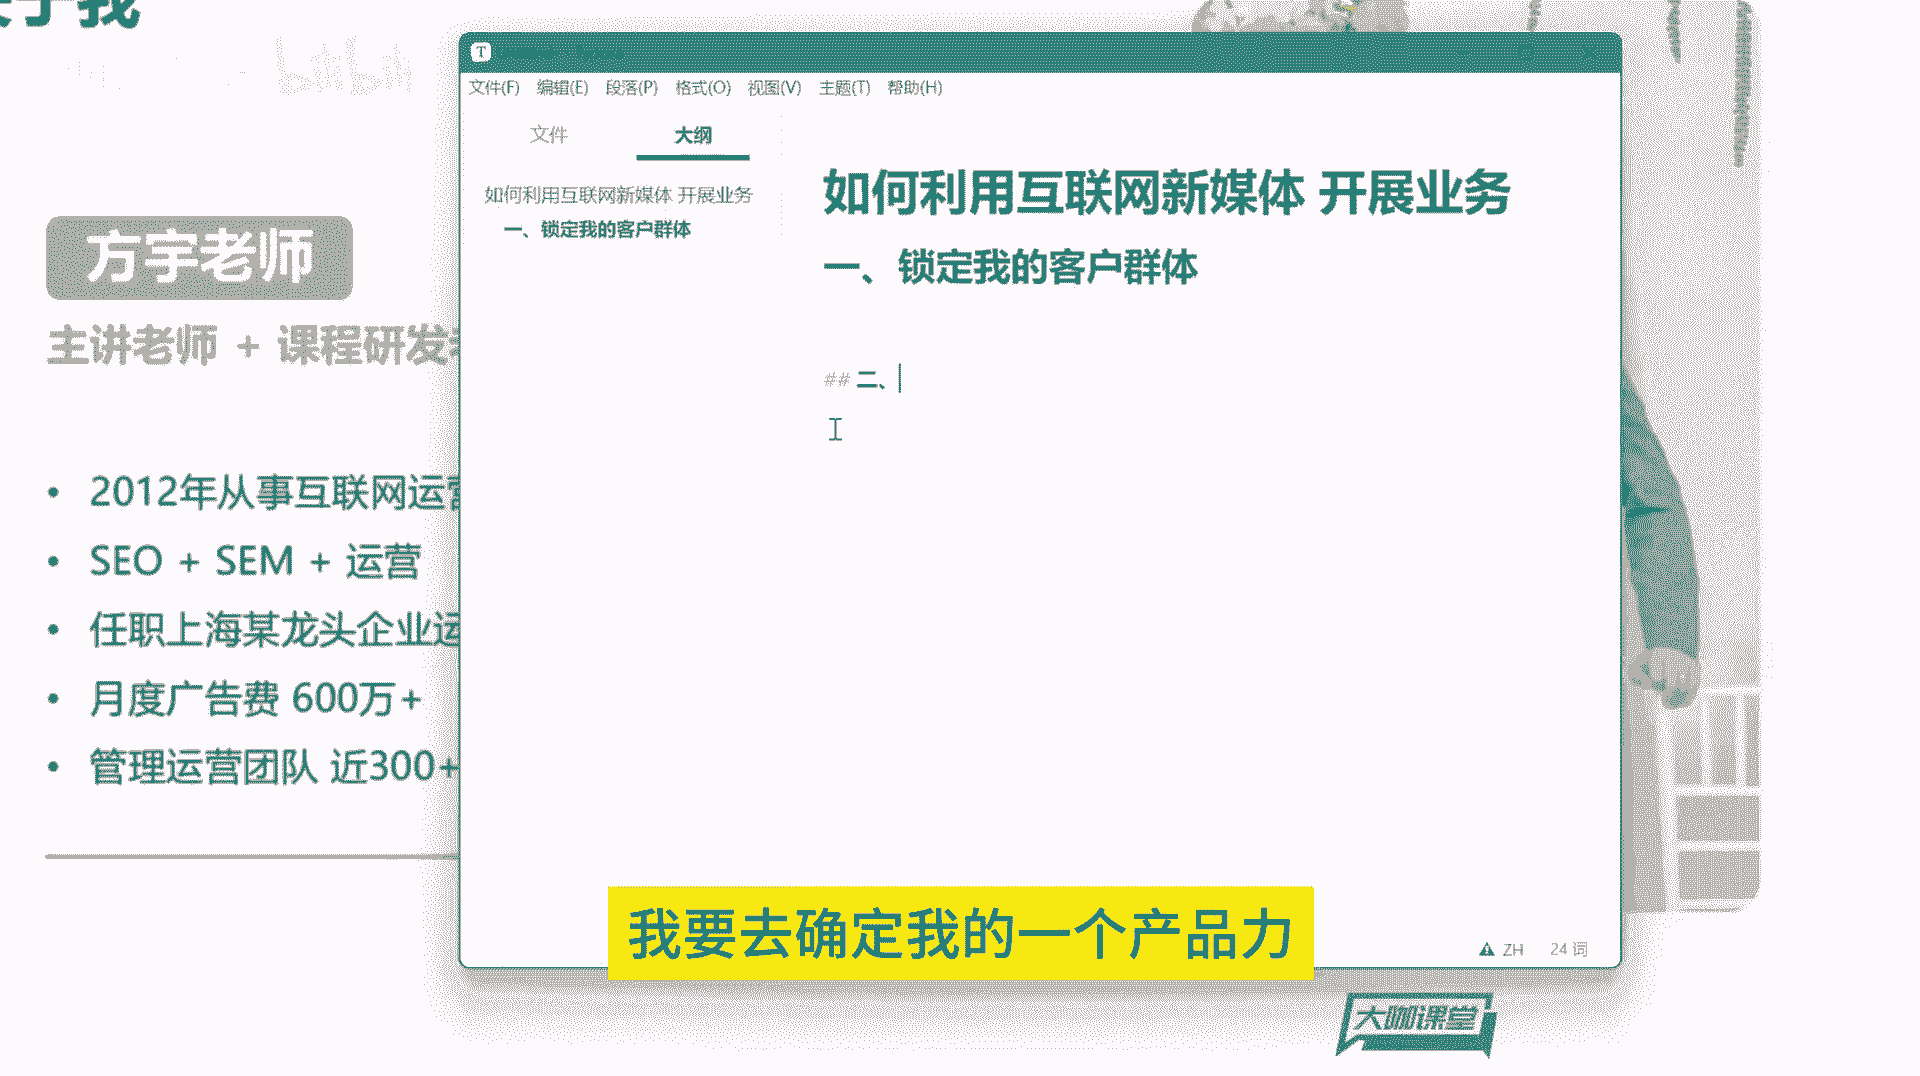 关于我
bilibili
方宇老师
主讲老师 + 课程研发
2012年从事互联网运营
SEO + SEM + 运营
任职上海某龙头企业运
月度广告费 600万+
管理运营团队 近300+
T
文件(F) 编辑(E) 段落(P) 格式(O) 视图(V) 主题(T) 帮助(H)
文件 大纲
如何利用互联网新媒体 开展业务
一、锁定我的客户群体
如何利用互联网新媒体 开展业务
一、锁定我的客户群体
## 二、
ZH 24 词
我要去确定我的一个产品力
大咖课堂